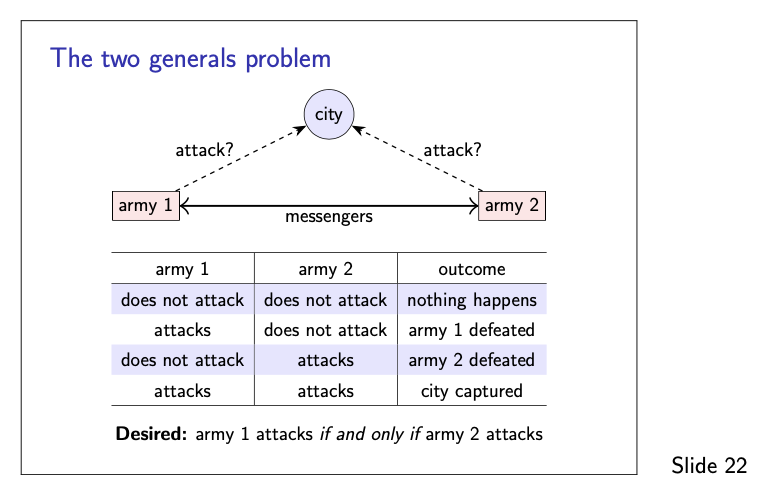 The two generals problem
city
attack? attack?
army 1 army 2
messengers
army 1 army 2 outcome
does not attack does not attack nothing happens
attacks does not attack army 1 defeated
does not attack attacks army 2 defeated
attacks attacks city captured
Desired: army 1 attacks if and only if army 2 attacks
Slide 22